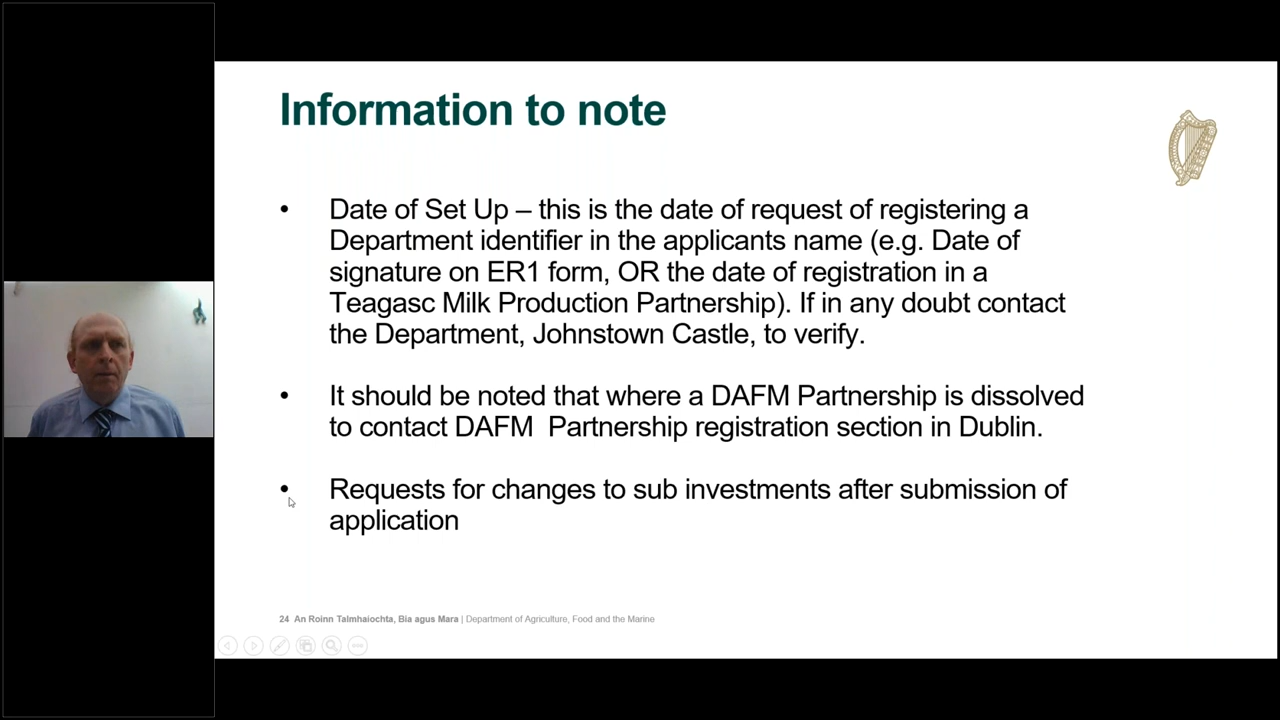 Information to note
• Date of Set Up – this is the date of request of registering a
Department identifier in the applicants name (e.g. Date of
signature on ER1 form, OR the date of registration in a
Teagasc Milk Production Partnership). If in any doubt contact
the Department, Johnstown Castle, to verify.
• It should be noted that where a DAFM Partnership is dissolved
to contact DAFM  Partnership registration section in Dublin.
• Requests for changes to sub investments after submission of
application
24 An Roinn Talmhaíochta, Bia agus Mara | Department of Agriculture, Food and the Marine